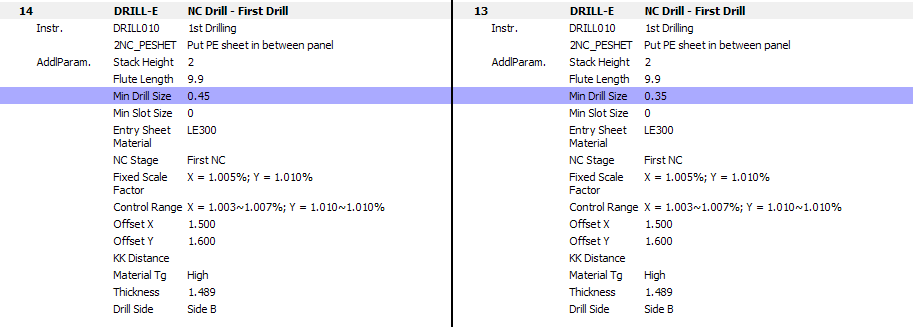 14 DRILL-E NC Drill - First Drill
Instr. DRILL010 1st Drilling
2NC_PESHET Put PE sheet in between panel
AddlParam. Stack Height 2
Flute Length 9.9
Min Drill Size 0.45
Min Slot Size 0
Entry Sheet LE300
Material
NC Stage First NC
Fixed Scale X = 1.005%; Y = 1.010%
Factor
Control Range X = 1.003~1.007%; Y = 1.010~1.010%
Offset X 1.500
Offset Y 1.600
KK Distance
Material Tg High
Thickness 1.489
Drill Side Side B
13 DRILL-E NC Drill - First Drill
Instr. DRILL010 1st Drilling
2NC_PESHET Put PE sheet in between panel
AddlParam. Stack Height 2
Flute Length 9.9
Min Drill Size 0.35
Min Slot Size 0
Entry Sheet LE300
Material
NC Stage First NC
Fixed Scale X = 1.005%; Y = 1.010%
Factor
Control Range X = 1.003~1.007%; Y = 1.010~1.010%
Offset X 1.500
Offset Y 1.600
KK Distance
Material Tg High
Thickness 1.489
Drill Side Side B